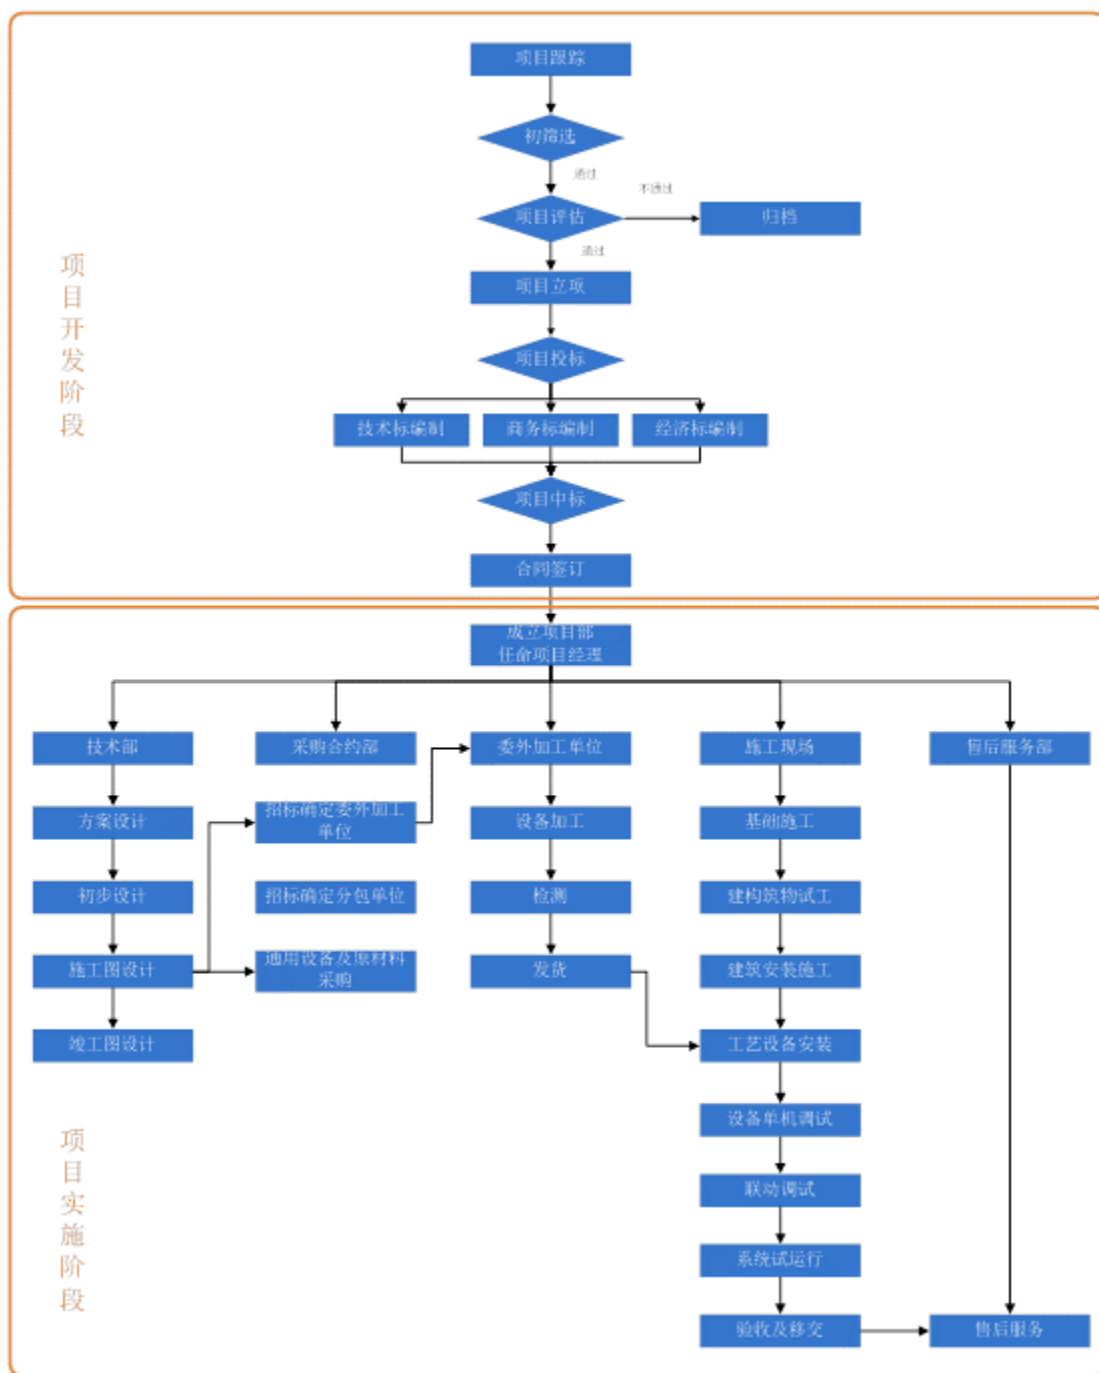 项目开发阶段
项目跟踪
初筛选
通过
不通过
项目评估
归档
通过
项目立项
项目投标
技术标编制
商务标编制
经济标编制
项目中标
合同签订
成立项目部
任命项目经理
技术部
采购合约部
委外加工单位
施工现场
售后服务部
方案设计
招标确定委外加工
单位
设备加工
基础施工
初步设计
招标确定分包单位
检测
建构筑物试工
施工图设计
通用设备及原材料
采购
发货
建筑安装施工
竣工图设计
工艺设备安装
设备单机调试
项目实施阶段
联动调试
系统试运行
验收及移交
售后服务